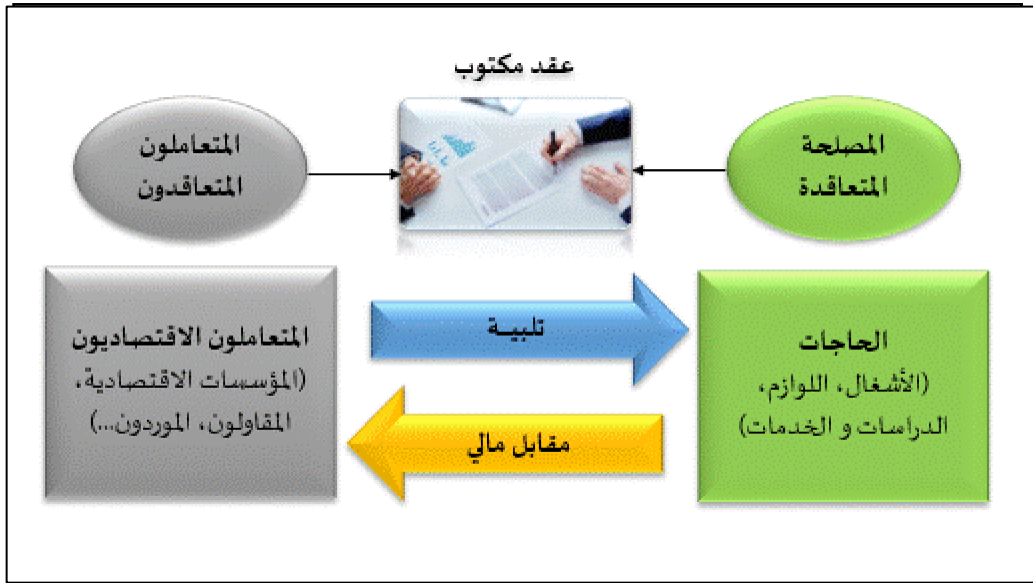 عقد مكتوب
المصلحة
المتعاقدة
المتعاملون
المتعاقدون
الحاجات
(الأشغال، اللوازم،
الدراسات و الخدمات)
تلبيــة
مقابل مالي
المتعاملون الاقتصاديون
(المؤسسات الاقتصادية،
المقاولون، الموردون...)